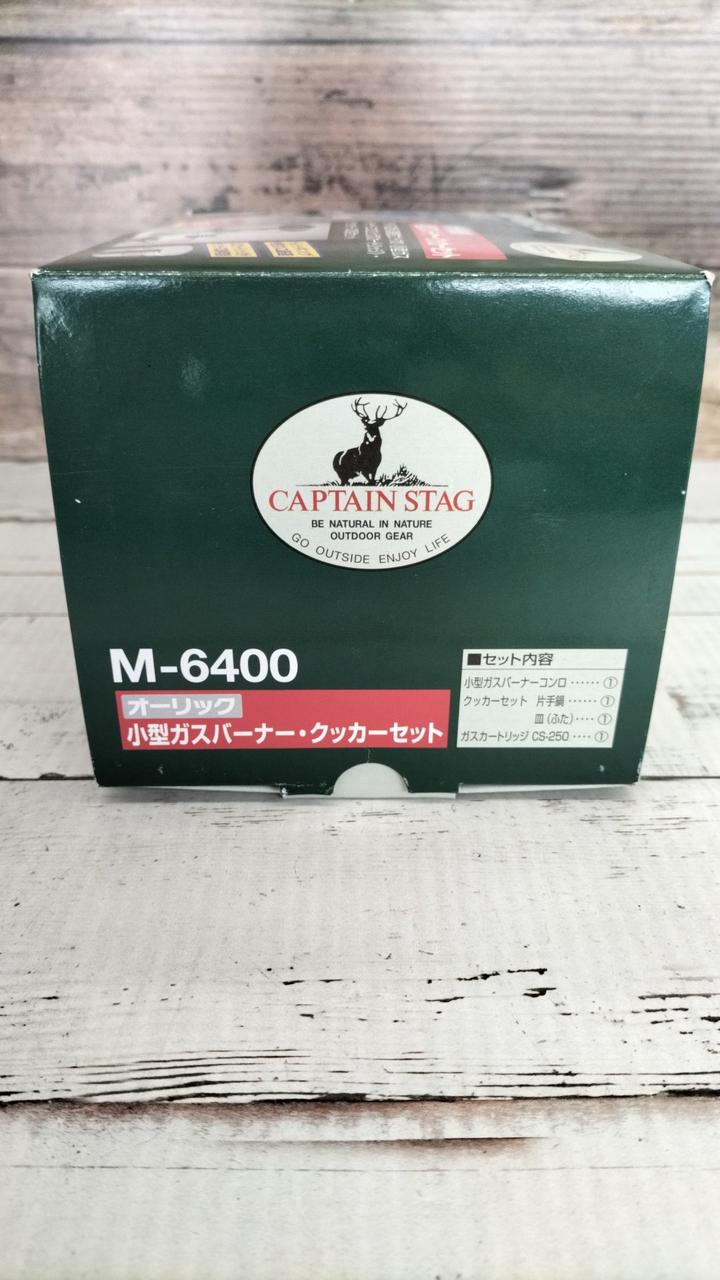 CAPTAIN STAG
BE NATURAL IN NATURE
OUTDOOR GEAR
GO OUTSIDE ENJOY LIFE
M-6400
オーリック
小型ガスバーナー・クッカーセット
■セット内容
小型ガスバーナーコンロ ⋯⋯ ①
クッカーセット 片手鍋 ⋯⋯ ①
皿(ふた) ⋯⋯ ①
ガスカートリッジ CS-250 ⋯⋯ ①